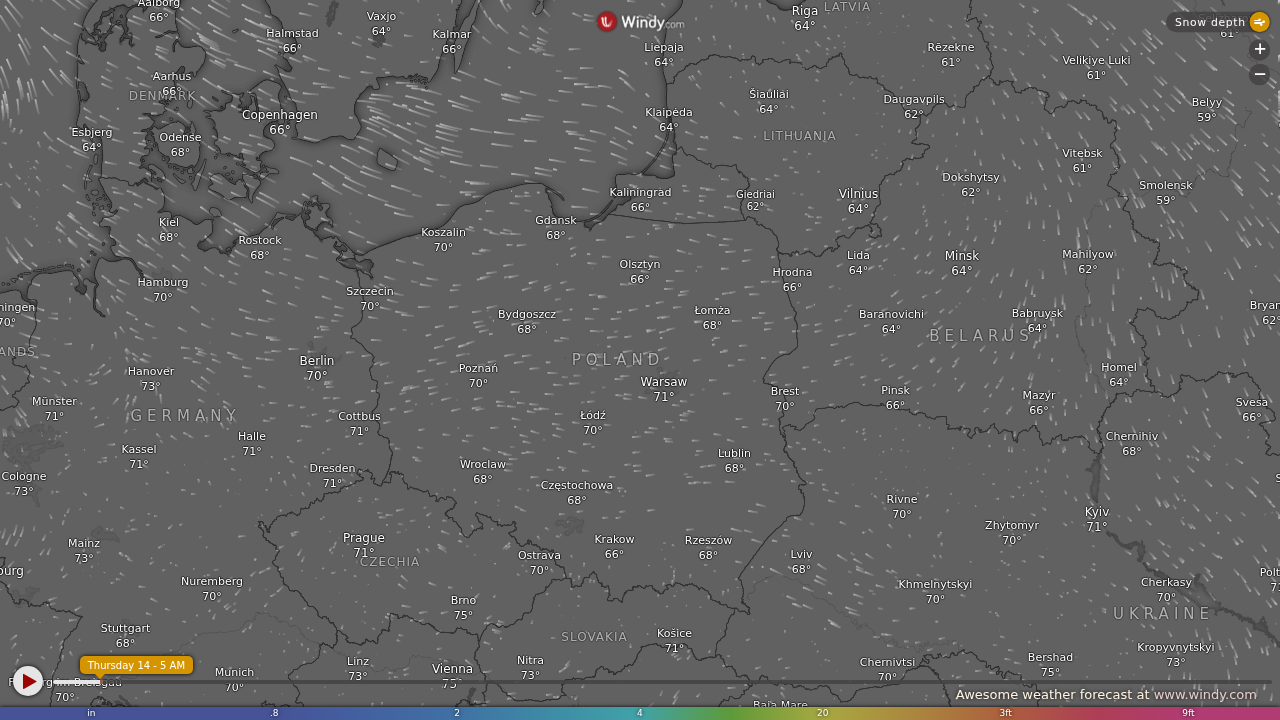 Aalborg
66°
Vaxjo
64°
Riga
64°
LATVIA
Windy.com
Snow depth
61°
Halmstad
66°
Kalmar
66°
Liepaja
64°
Rēzekne
61°
Velikiye Luki
61°
Aarhus
66°
DENMARK
Copenhagen
66°
Klaipėda
64°
Šiauliai
64°
Daugavpils
62°
Belyy
59°
Esbjerg
64°
Odense
68°
LITHUANIA
Vitebsk
61°
Kaliningrad
66°
Giedriai
62°
Vilnius
64°
Dokshytsy
62°
Smolensk
59°
Kiel
68°
Rostock
68°
Koszalin
70°
Gdansk
68°
Olsztyn
66°
Hrodna
66°
Lida
64°
Minsk
64°
Mahilyow
62°
Hamburg
70°
Szczecin
70°
Bydgoszcz
68°
Łomża
68°
Baranovichi
64°
Babruysk
64°
BELARUS
ningen
70°
ANDS
Berlin
70°
Hanover
73°
Poznań
70°
POLAND
Warsaw
71°
Brest
70°
Pinsk
66°
Mazyr
66°
Homel
64°
Svesa
66°
Münster
71°
GERMANY
Cottbus
71°
Łódź
70°
Kassel
71°
Halle
71°
Dresden
71°
Wroclaw
68°
Częstochowa
68°
Lublin
68°
Chernihiv
68°
Cologne
73°
Rivne
70°
Zhytomyr
70°
Kyiv
71°
Mainz
73°
Prague
71°
CZECHIA
Ostrava
70°
Krakow
66°
Rzeszów
68°
Lviv
68°
Khmelnytskyi
70°
Cherkasy
70°
UKRAINE
Nuremberg
70°
Brno
75°
SLOVAKIA
Košice
71°
Stuttgart
68°
Thursday 14 - 5 AM
70°
Munich
70°
Linz
73°
Vienna
75°
Nitra
73°
Chernivtsi
70°
Bershad
75°
Kropyvnytskyi
73°
Awesome weather forecast at www.windy.com
Baia Mare
in .8 2 4 20 3ft 9ft